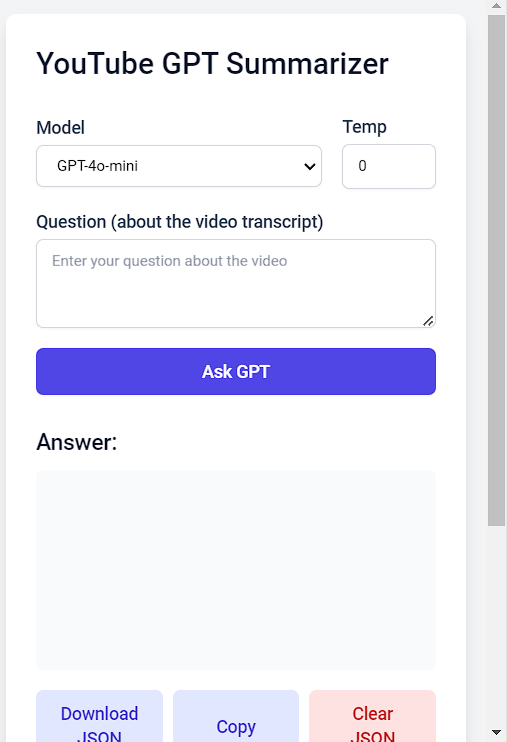 YouTube GPT Summarizer
Model
Temp
GPT-4o-mini
0
Question (about the video transcript)
Enter your question about the video
Ask GPT
Answer:
Download
JSON
Copy
Clear
JSON